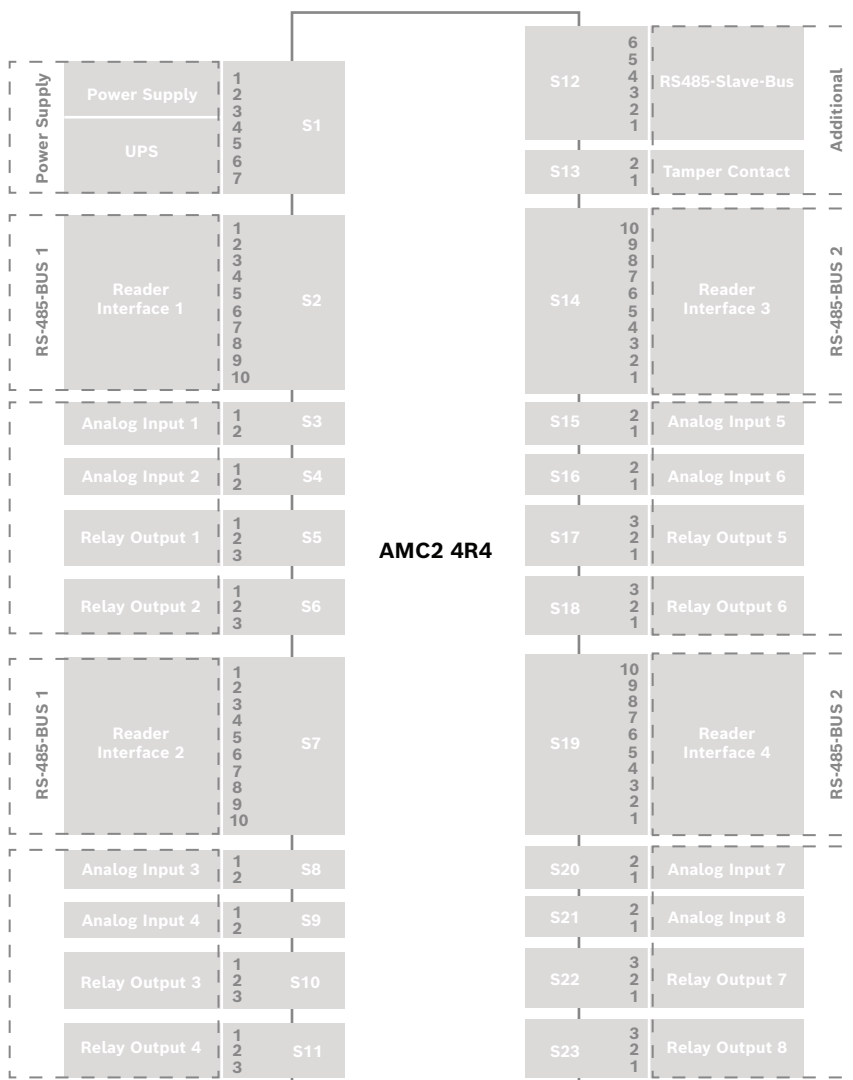 Power Supply
Power Supply
UPS
1
2
3
4
5
6
7
S1
RS-485-BUS 1
Reader
Interface 1
1
2
3
4
5
6
7
8
9
10
S2
Analog Input 1
1
2
S3
Analog Input 2
1
2
S4
Relay Output 1
1
2
3
S5
Relay Output 2
1
2
3
S6
RS-485-BUS 1
Reader
Interface 2
1
2
3
4
5
6
7
8
9
10
S7
Analog Input 3
1
2
S8
Analog Input 4
1
2
S9
Relay Output 3
1
2
3
S10
Relay Output 4
1
2
3
S11
AMC2 4R4
S12
6
5
4
3
2
1
RS485-Slave-Bus
Additional
S13
2
1
Tamper Contact
S14
10
9
8
7
6
5
4
3
2
1
Reader
Interface 3
RS-485-BUS 2
S15
2
1
Analog Input 5
S16
2
1
Analog Input 6
S17
3
2
1
Relay Output 5
S18
3
2
1
Relay Output 6
S19
10
9
8
7
6
5
4
3
2
1
Reader
Interface 4
RS-485-BUS 2
S20
2
1
Analog Input 7
S21
2
1
Analog Input 8
S22
3
2
1
Relay Output 7
S23
3
2
1
Relay Output 8